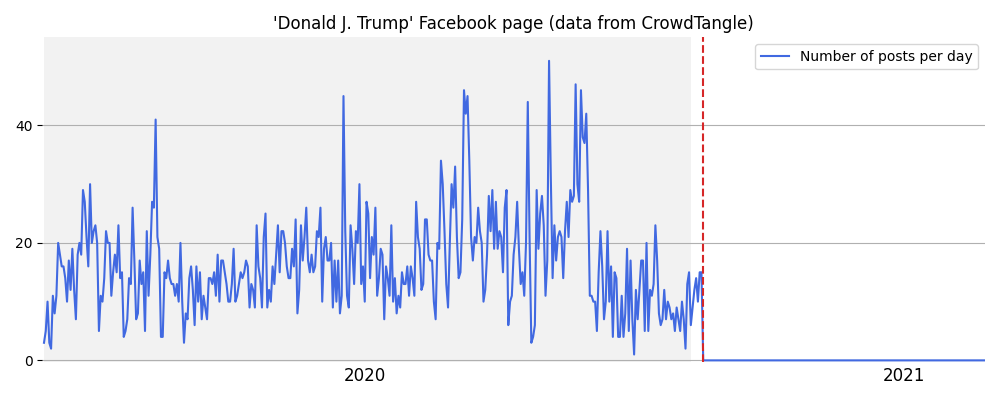 'Donald J. Trump' Facebook page (data from CrowdTangle)
Number of posts per day
40
20
0
2020
2021